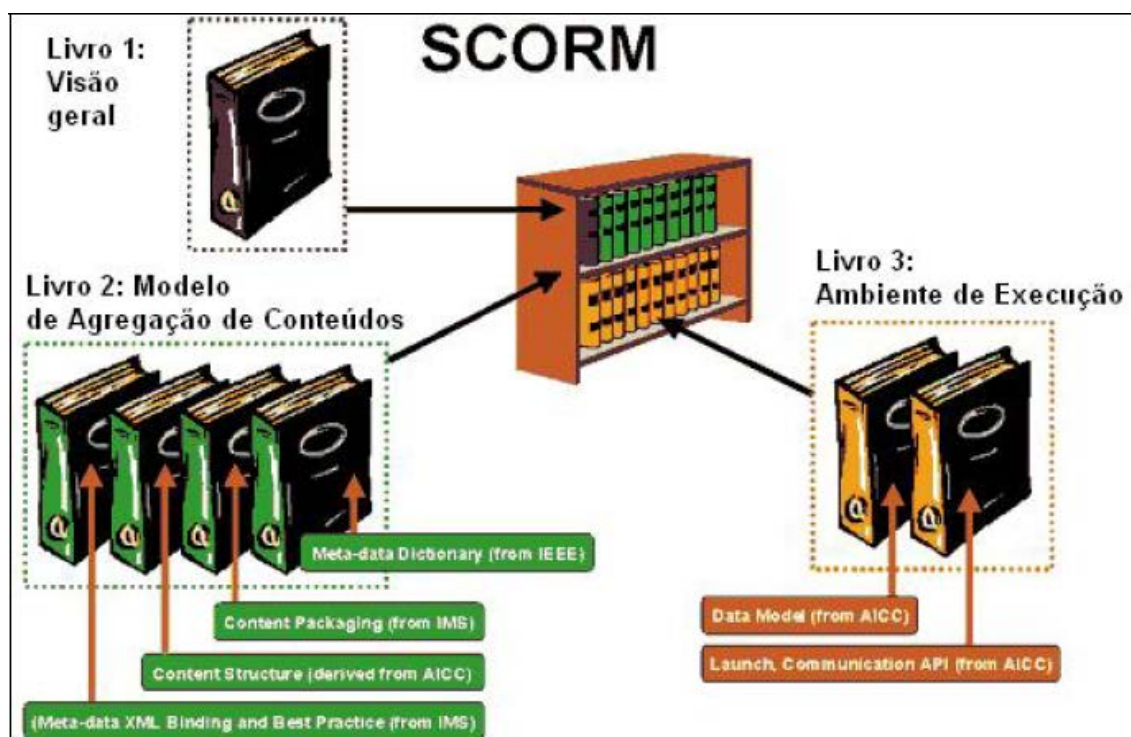 SCORM
Livro 1:
Visão
geral
Livro 2: Modelo
de Agregação de Conteúdos
Livro 3:
Ambiente de Execução
Meta-data Dictionary (from IEEE)
Content Packaging (from IMS)
Content Structure (derived from AICC)
(Meta-data XML Binding and Best Practice (from IMS)
Data Model (from AICC)
Launch, Communication API (from AICC)